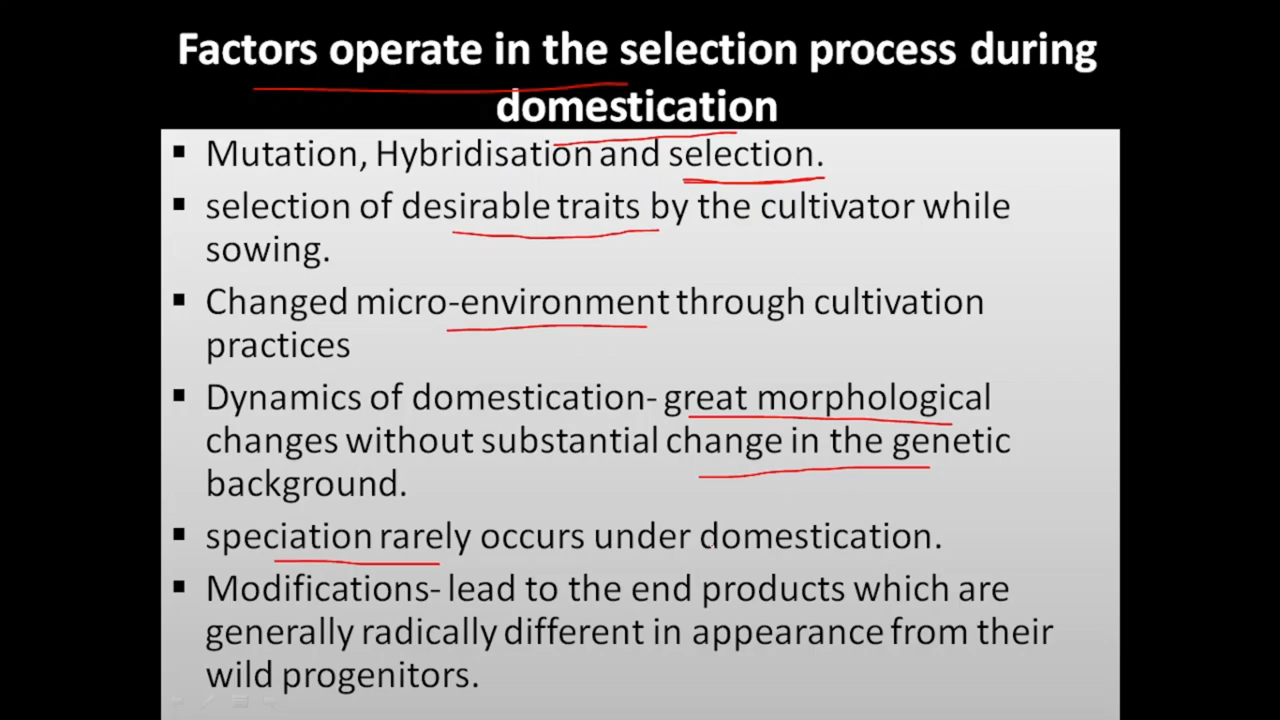 Factors operate in the selection process during
domestication
▪ Mutation, Hybridisation and selection.
▪ selection of desirable traits by the cultivator while
sowing.
▪ Changed micro-environment through cultivation
practices
▪ Dynamics of domestication- great morphological
changes without substantial change in the genetic
background.
▪ speciation rarely occurs under domestication.
▪ Modifications- lead to the end products which are
generally radically different in appearance from their
wild progenitors.